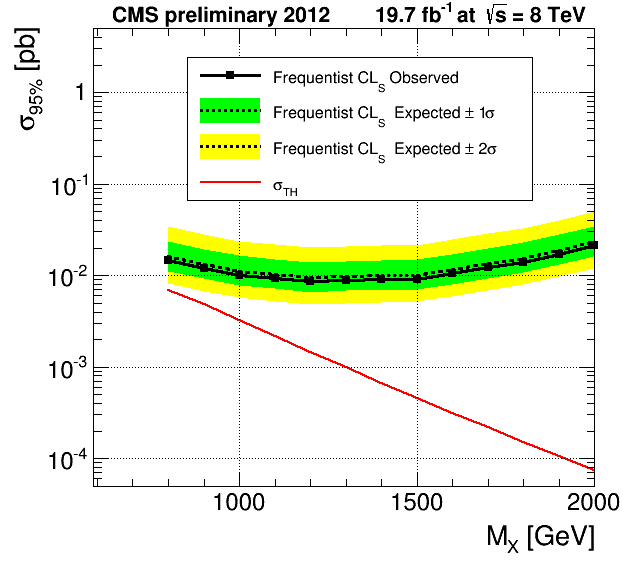 CMS preliminary 2012 19.7 fb⁻¹ at √s = 8 TeV
σ95% [pb]
Frequentist CLS Observed
Frequentist CLS Expected ± 1σ
Frequentist CLS Expected ± 2σ
σTH
1
10⁻¹
10⁻²
10⁻³
10⁻⁴
1000 1500 2000
MX [GeV]